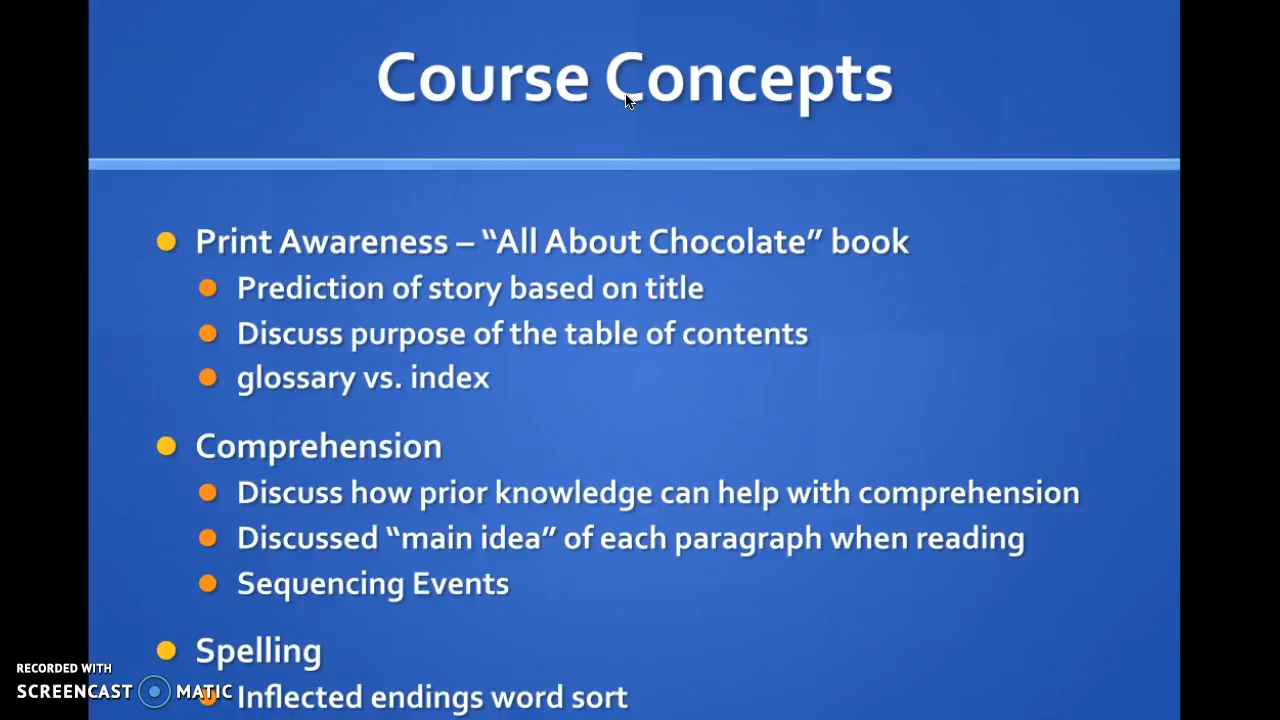 Course Concepts
Print Awareness – “All About Chocolate” book
Prediction of story based on title
Discuss purpose of the table of contents
glossary vs. index
Comprehension
Discuss how prior knowledge can help with comprehension
Discussed “main idea” of each paragraph when reading
Sequencing Events
Spelling
Inflected endings word sort
RECORDED WITH
SCREENCAST MATIC